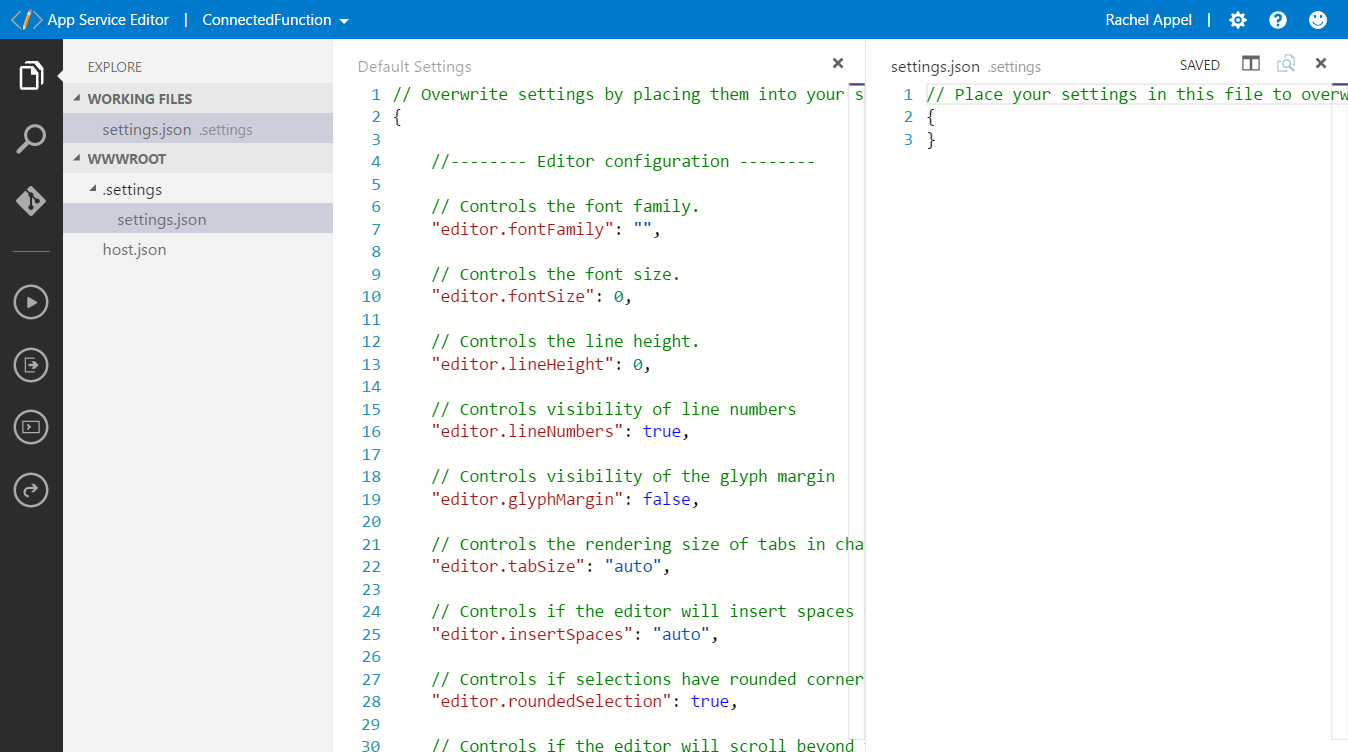 App Service Editor | ConnectedFunction
Rachel Appel |
EXPLORE
WORKING FILES
settings.json .settings
WWWROOT
.settings
settings.json
host.json
Default Settings
1 // Overwrite settings by placing them into your s
2 {
3
4 //-------- Editor configuration --------
5
6 // Controls the font family.
7 "editor.fontFamily": "",
8
9 // Controls the font size.
10 "editor.fontSize": 0,
11
12 // Controls the line height.
13 "editor.lineHeight": 0,
14
15 // Controls visibility of line numbers
16 "editor.lineNumbers": true,
17
18 // Controls visibility of the glyph margin
19 "editor.glyphMargin": false,
20
21 // Controls the rendering size of tabs in cha
22 "editor.tabSize": "auto",
23
24 // Controls if the editor will insert spaces
25 "editor.insertSpaces": "auto",
26
27 // Controls if selections have rounded corner
28 "editor.roundedSelection": true,
29
30 // Controls if the editor will scroll beyond
settings.json .settings
SAVED
1 // Place your settings in this file to overw
2 {
3 }